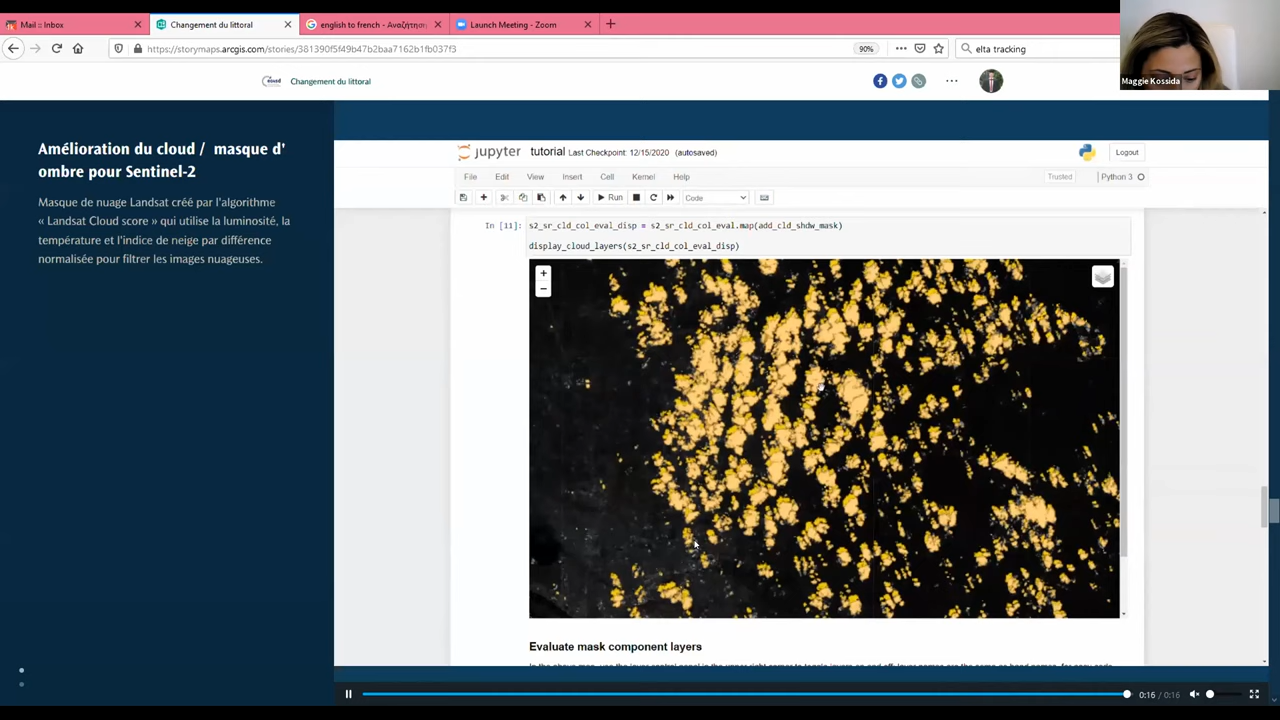 Mail :: Inbox
Changement du littoral
english to french - Αναζήτηση
Launch Meeting - Zoom
https://storymaps.arcgis.com/stories/381390f5f49b47b2baa7162b1fb037f3
90%
elta tracking
Maggie Kossida
Changement du littoral
Amélioration du cloud / masque d'
ombre pour Sentinel-2
Masque de nuage Landsat créé par l'algorithme
« Landsat Cloud score » qui utilise la luminosité, la
température et l'indice de neige par différence
normalisée pour filtrer les images nuageuses.
jupyter tutorial Last Checkpoint: 12/15/2020 (autosaved)
Logout
File Edit View Insert Cell Kernel Help
Trusted
Python 3
Run
Code
In [11]: s2_sr_cld_col_eval_disp = s2_sr_cld_col_eval.map(add_cld_shdw_mask)
display_cloud_layers(s2_sr_cld_col_eval_disp)
+
−
Evaluate mask component layers
0:16 / 0:16